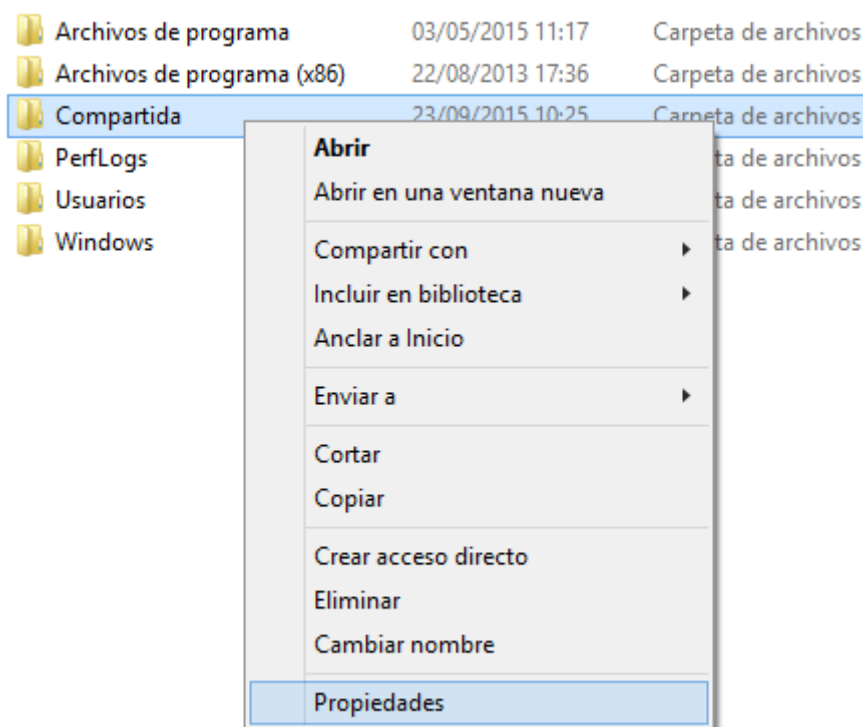 Archivos de programa 03/05/2015 11:17 Carpeta de archivos
Archivos de programa (x86) 22/08/2013 17:36 Carpeta de archivos
Compartida 23/09/2015 10:25 Carpeta de archivos
PerfLogs ta de archivos
Usuarios ta de archivos
Windows ta de archivos
Abrir
Abrir en una ventana nueva
Compartir con
Incluir en biblioteca
Anclar a Inicio
Enviar a
Cortar
Copiar
Crear acceso directo
Eliminar
Cambiar nombre
Propiedades